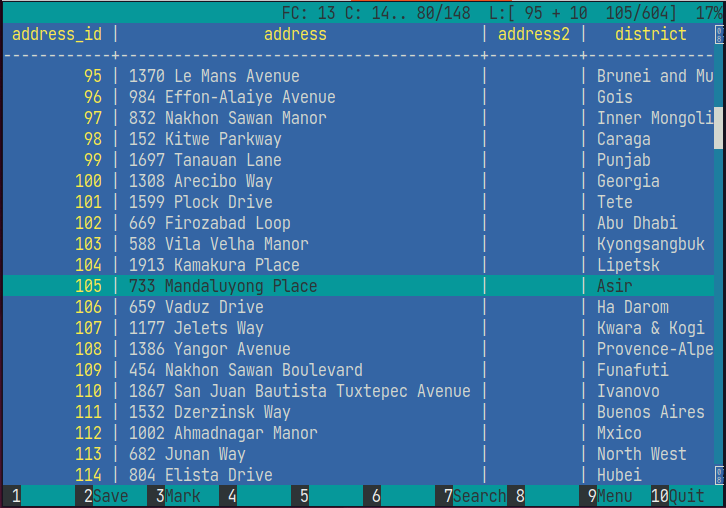 FC: 13 C: 14.. 80/148 L:[ 95 + 10 105/604] 17%
address_id | address | address2 | district
95 | 1370 Le Mans Avenue | | Brunei and Mu
96 | 984 Effon-Alaiye Avenue | | Gois
97 | 832 Nakhon Sawan Manor | | Inner Mongoli
98 | 152 Kitwe Parkway | | Caraga
99 | 1697 Tanauan Lane | | Punjab
100 | 1308 Arecibo Way | | Georgia
101 | 1599 Plock Drive | | Tete
102 | 669 Firozabad Loop | | Abu Dhabi
103 | 588 Vila Velha Manor | | Kyongsangbuk
104 | 1913 Kamakura Place | | Lipetsk
105 | 733 Mandaluyong Place | | Asir
106 | 659 Vaduz Drive | | Ha Darom
107 | 1177 Jelets Way | | Kwara & Kogi
108 | 1386 Yangor Avenue | | Provence-Alpe
109 | 454 Nakhon Sawan Boulevard | | Funafuti
110 | 1867 San Juan Bautista Tuxtepec Avenue | | Ivanovo
111 | 1532 Dzerzinsk Way | | Buenos Aires
112 | 1002 Ahmadnagar Manor | | Mxico
113 | 682 Junan Way | | North West
114 | 804 Elista Drive | | Hubei
1 2Save 3Mark 4 5 6 7Search 8 9Menu 10Quit